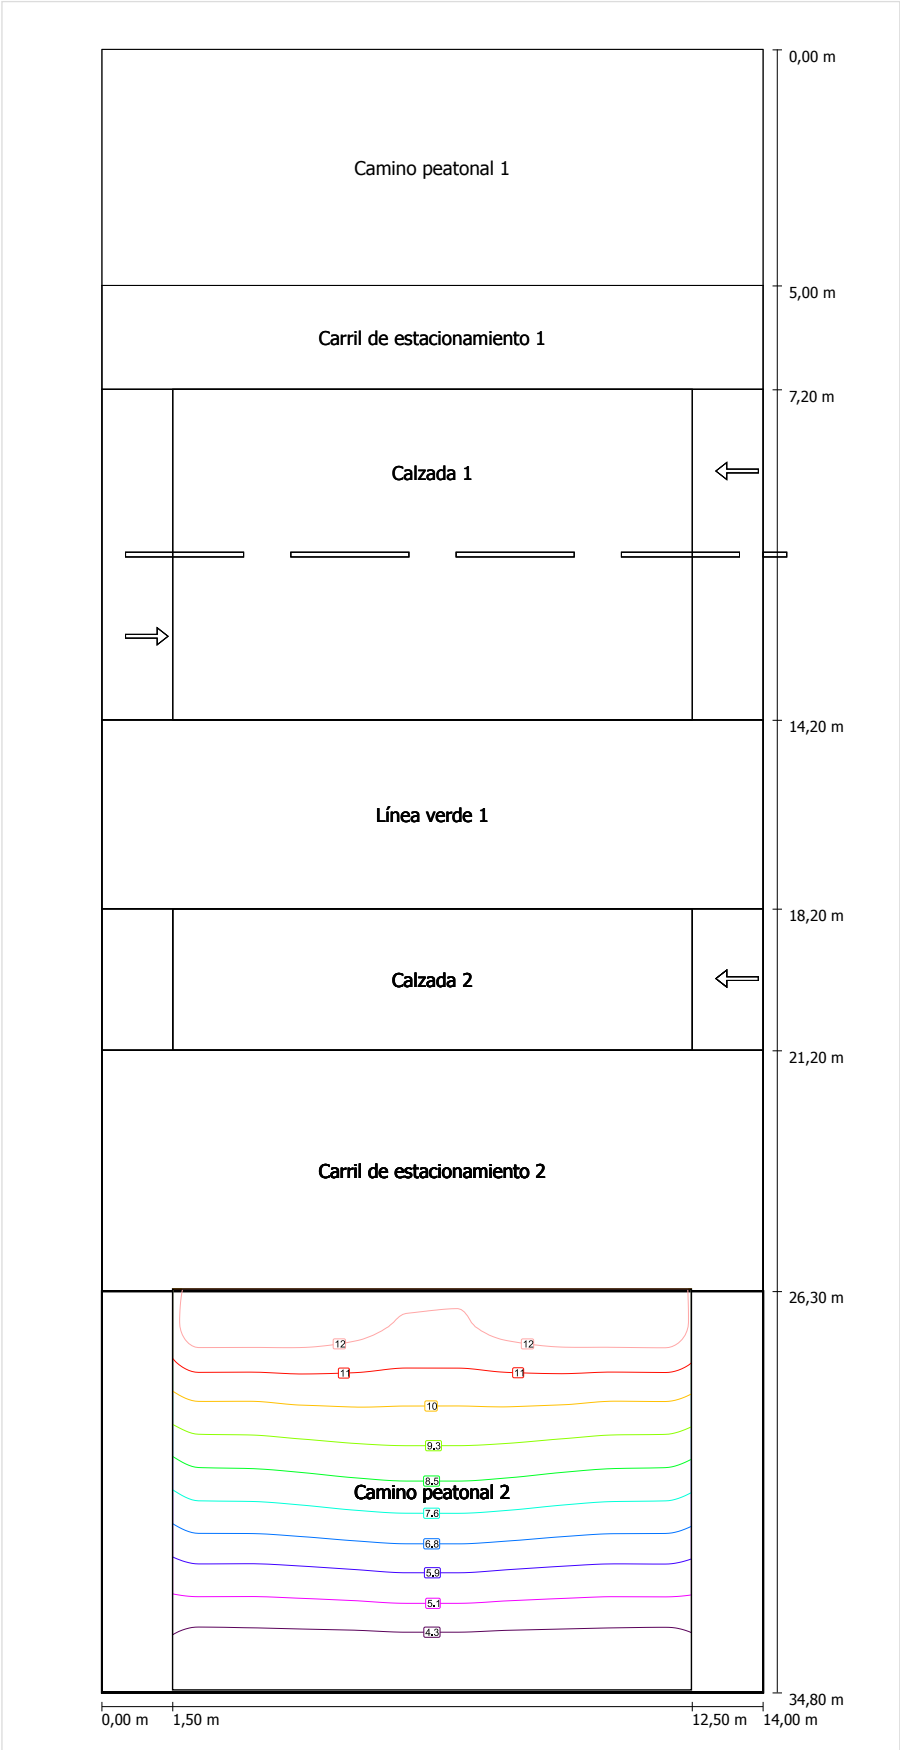 0,00 m
Camino peatonal 1
5,00 m
Carril de estacionamiento 1
7,20 m
Calzada 1
14,20 m
Línea verde 1
18,20 m
Calzada 2
21,20 m
Carril de estacionamiento 2
26,30 m
12 12
11 11
10
9.3
8.5
Camino peatonal 2
7.6
6.8
5.9
5.1
4.3
34,80 m
0,00 m 1,50 m 12,50 m 14,00 m